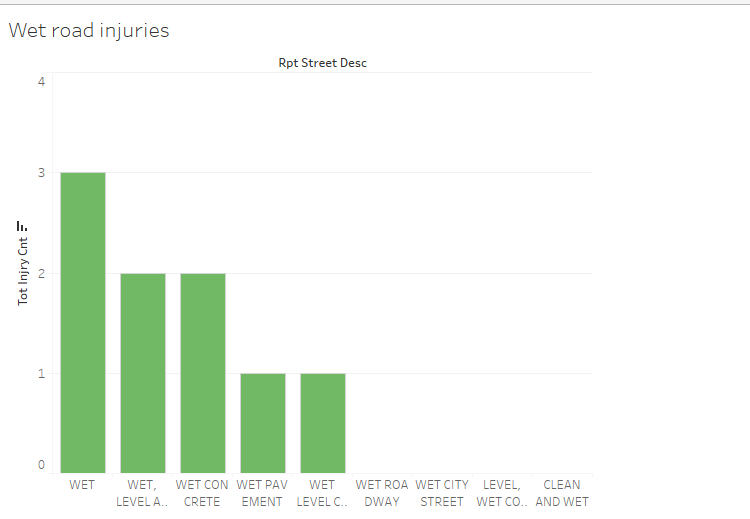 Wet road injuries
Rpt Street Desc
Tot Injry Cnt
4
3
2
1
0
WET
WET,
LEVEL A..
WET CON
CRETE
WET PAV
EMENT
WET
LEVEL C..
WET ROA
DWAY
WET CITY
STREET
LEVEL,
WET CO..
CLEAN
AND WET